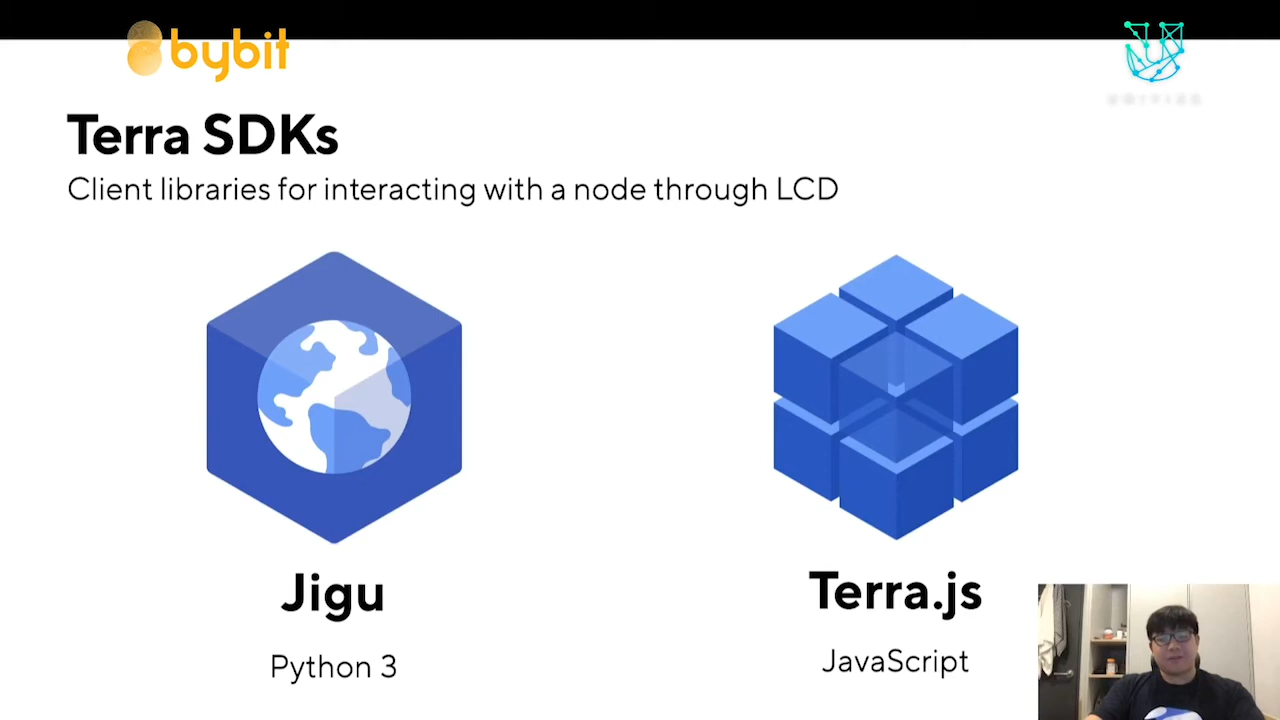 bybit
Terra SDKs
Client libraries for interacting with a node through LCD
Jigu
Terra.js
Python 3
JavaScript